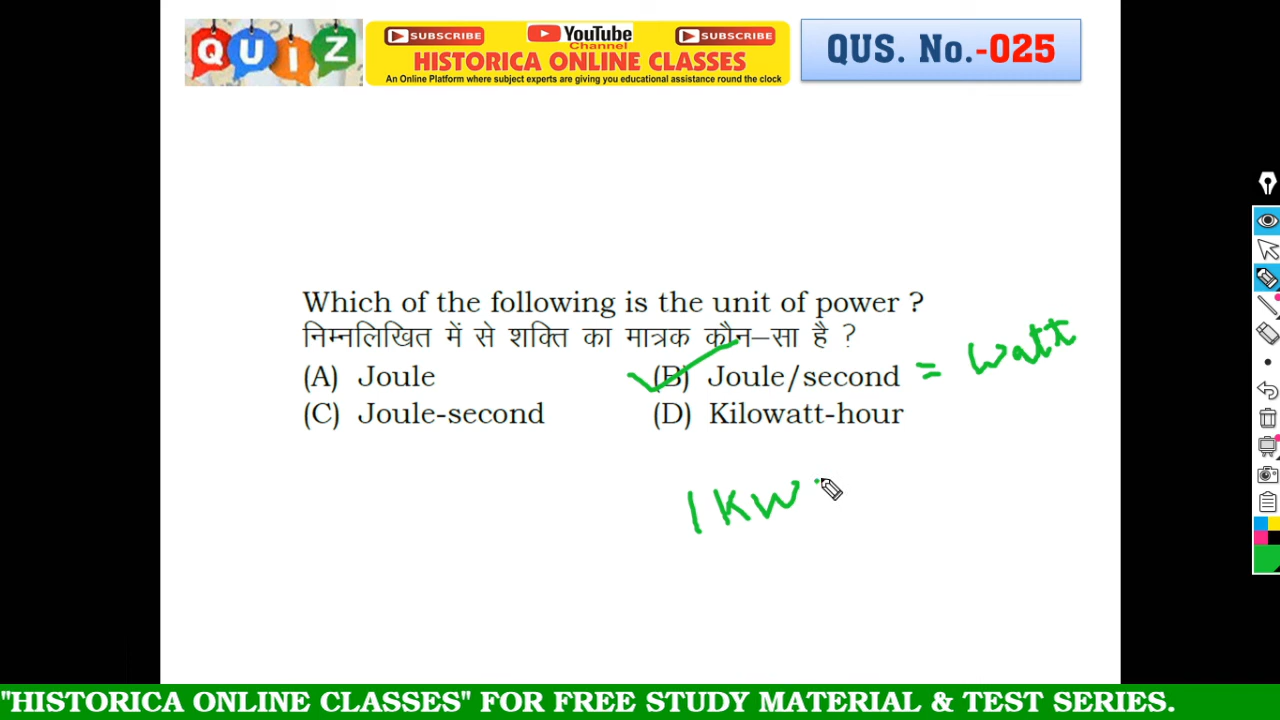 QUIZ
SUBSCRIBE YouTube SUBSCRIBE
Channel
HISTORICA ONLINE CLASSES
An Online Platform where subject experts are giving you educational assistance round the clock
QUS. No.-025
Which of the following is the unit of power ?
निम्नलिखित में से शक्ति का मात्रक कौन–सा है ?
(A) Joule (B) Joule/second = watt
(C) Joule-second (D) Kilowatt-hour
1 KW
"HISTORICA ONLINE CLASSES" FOR FREE STUDY MATERIAL & TEST SERIES.